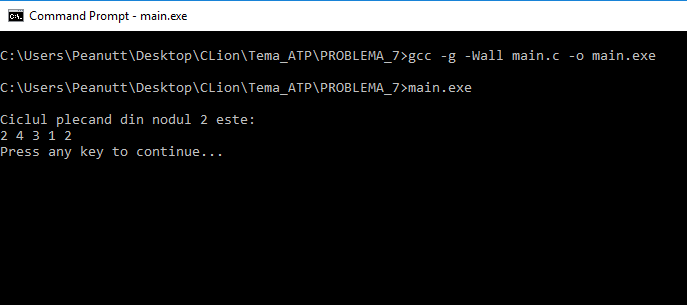 Command Prompt - main.exe
C:\Users\Peanutt\Desktop\CLion\Tema_ATP\PROBLEMA_7>gcc -g -Wall main.c -o main.exe
C:\Users\Peanutt\Desktop\CLion\Tema_ATP\PROBLEMA_7>main.exe
Ciclul plecand din nodul 2 este:
2 4 3 1 2
Press any key to continue...